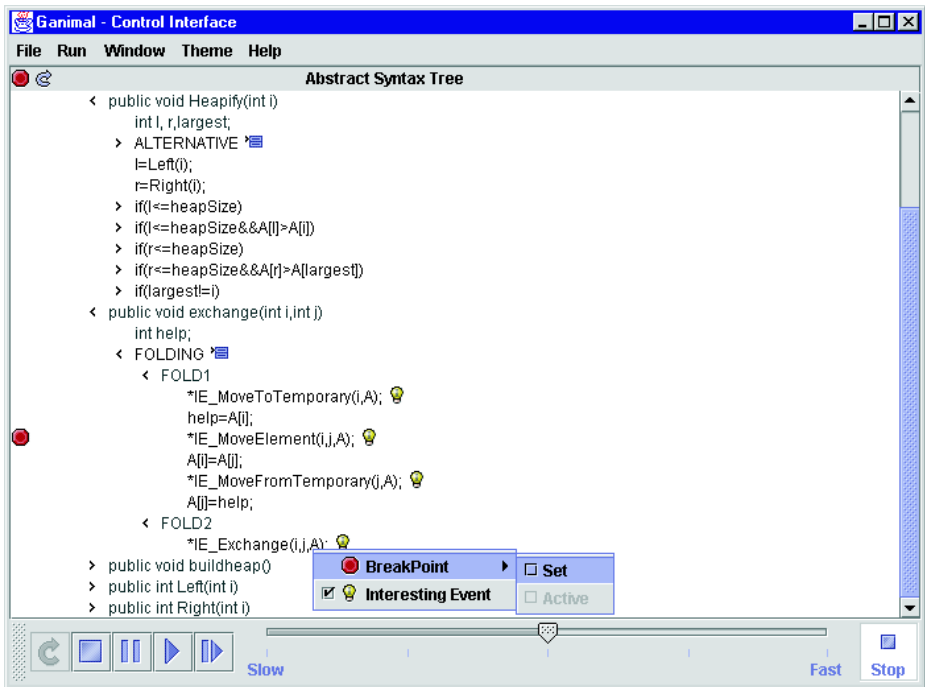 Ganimal - Control Interface
File Run Window Theme Help
Abstract Syntax Tree
public void Heapify(int i)
int l, r,largest;
ALTERNATIVE
l=Left(i);
r=Right(i);
if(l<=heapSize)
if(l<=heapSize&&A[l]>A[i])
if(r<=heapSize)
if(r<=heapSize&&A[r]>A[largest])
if(largest!=i)
public void exchange(int i,int j)
int help;
FOLDING
FOLD1
*IE_MoveToTemporary(i,A);
help=A[i];
*IE_MoveElement(i,j,A);
A[i]=A[j];
*IE_MoveFromTemporary(j,A);
A[j]=help;
FOLD2
*IE_Exchange(i,j,A);
public void buildheap()
BreakPoint
Set
public int Left(int i)
Interesting Event
Active
public int Right(int i)
Slow
Fast
Stop